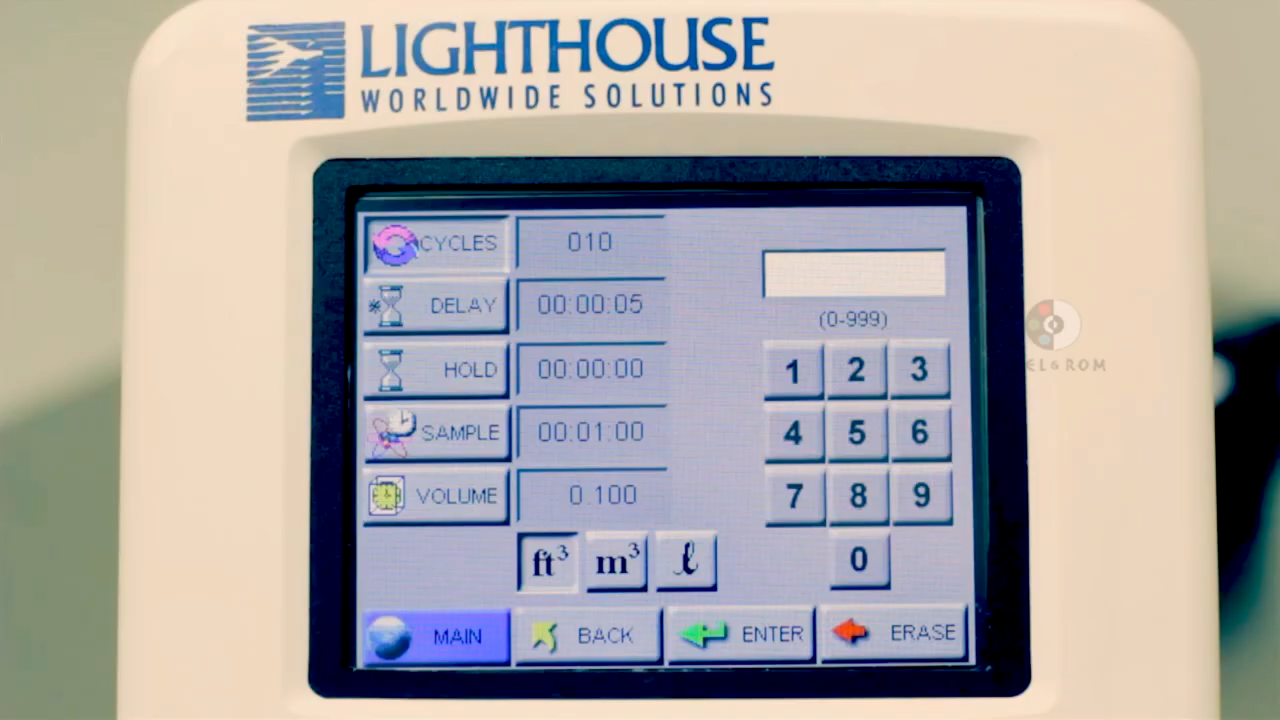 LIGHTHOUSE
WORLDWIDE SOLUTIONS
CYCLES 010
DELAY 00:00:05
(0-999)
HOLD 00:00:00
1 2 3
SAMPLE 00:01:00
4 5 6
VOLUME 0.100
7 8 9
ft³ m³ ℓ
0
MAIN BACK ENTER ERASE
EL&ROM